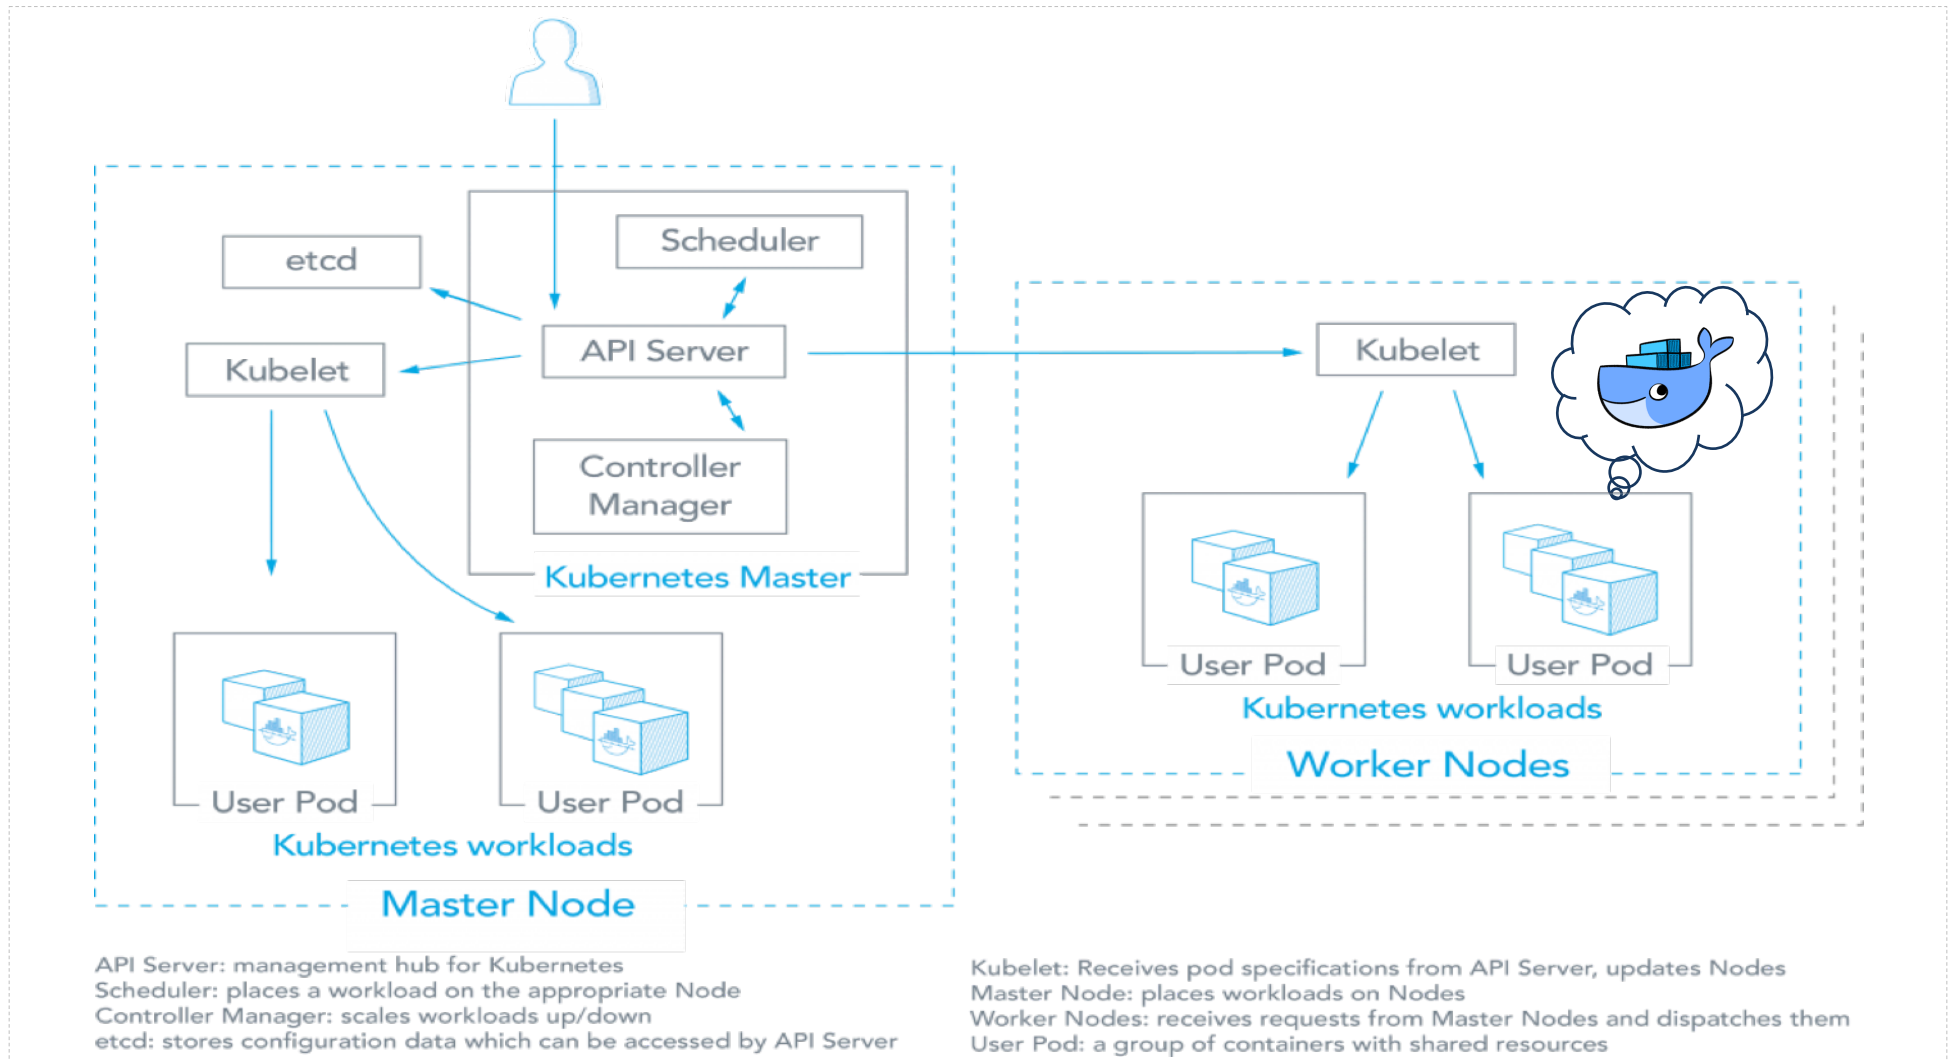 etcd
Scheduler
API Server
Kubelet
Controller
Manager
Kubernetes Master
User Pod
User Pod
Kubernetes workloads
Master Node
Kubelet
User Pod
User Pod
Kubernetes workloads
Worker Nodes
API Server: management hub for Kubernetes
Scheduler: places a workload on the appropriate Node
Controller Manager: scales workloads up/down
etcd: stores configuration data which can be accessed by API Server
Kubelet: Receives pod specifications from API Server, updates Nodes
Master Node: places workloads on Nodes
Worker Nodes: receives requests from Master Nodes and dispatches them
User Pod: a group of containers with shared resources